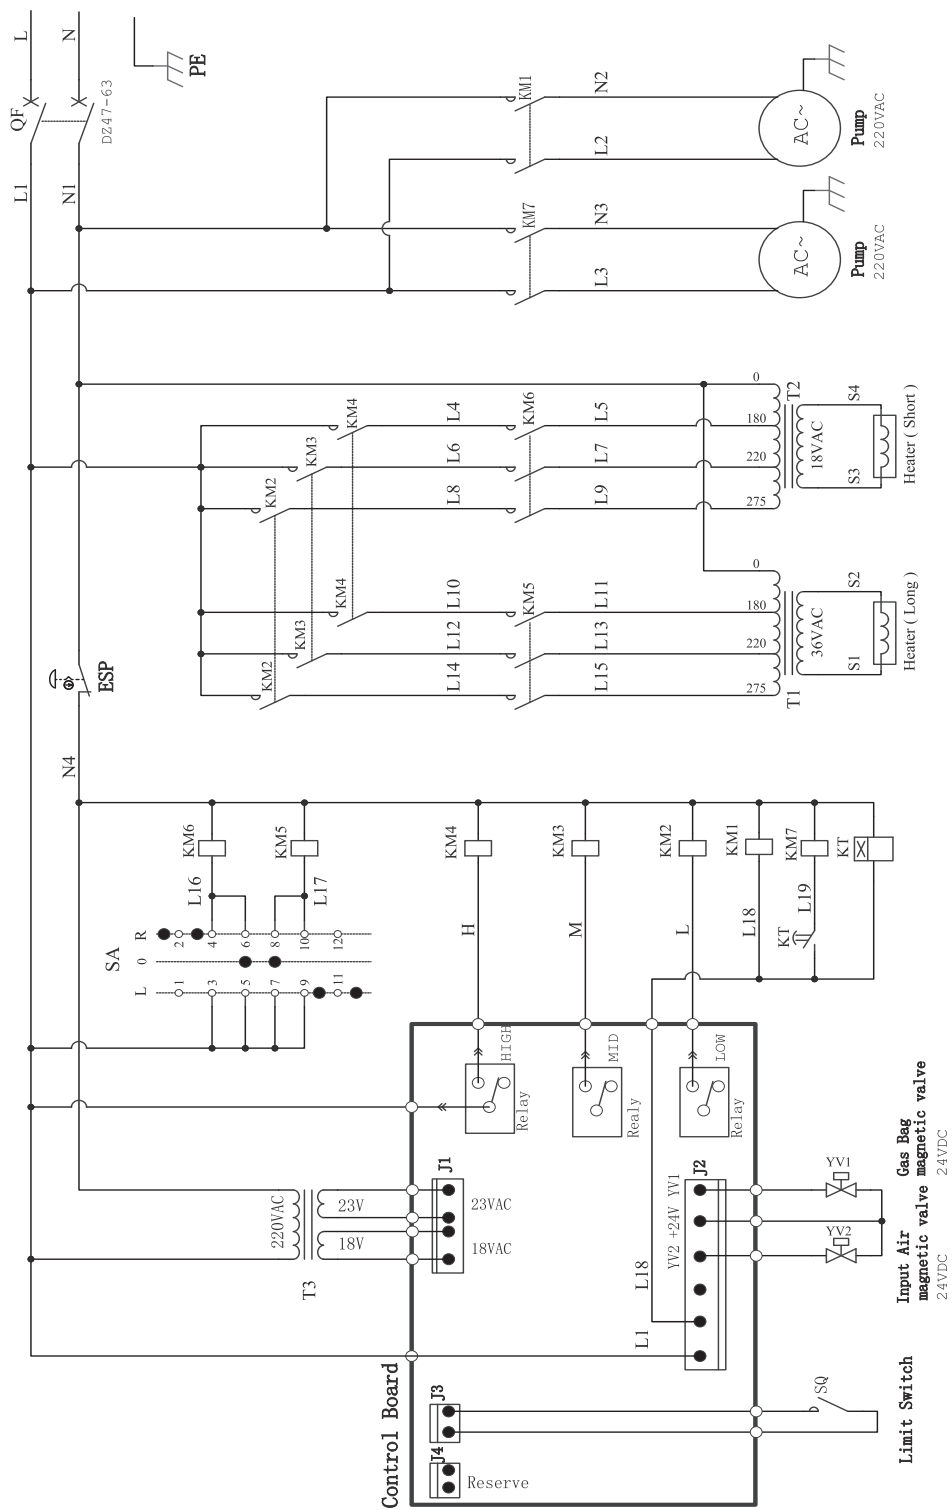 L
N
PE
QF
DZ47-63
L1
N1
KM1
N2
L2
AC~
Pump
220VAC
KM7
N3
L3
AC~
Pump
220VAC
KM4
KM3
KM2
L4
L6
L8
KM6
L5
L7
L9
0
180
220
275
T2
18VAC
S4
S3
Heater ( Short )
KM4
KM3
KM2
L10
L12
L14
KM5
L11
L13
L15
0
180
220
275
T1
36VAC
S2
S1
Heater ( Long )
ESP
N4
KM6
KM5
L16
L17
SA
R
0
L
2
4
6
8
10
12
1
3
5
7
9
11
KM4
KM3
KM2
KM1
KM7
KT
H
M
L
L18
KT
L19
HIGH
Relay
MID
Realy
LOW
Relay
220VAC
T3
23V
18V
J1
23VAC
18VAC
J2
YV2 +24V YV1
L18
L1
YV1
YV2
Gas Bag
magnetic valve
24VDC
Input Air
magnetic valve
24VDC
Control Board
J3
J4
Reserve
SQ
Limit Switch